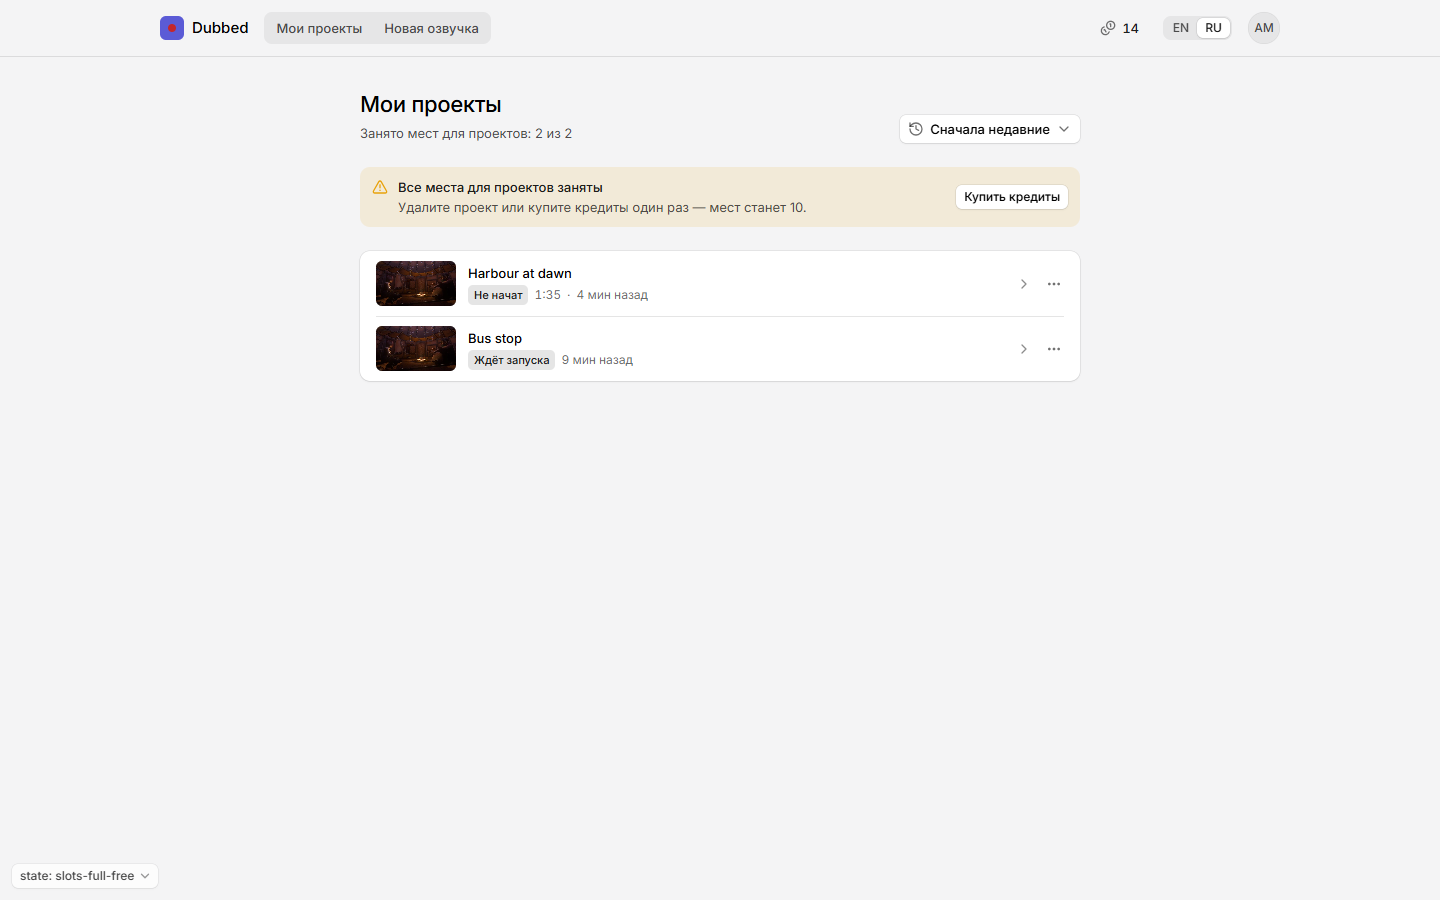 Dubbed
Мои проекты
Новая озвучка
14
EN
RU
AM
Мои проекты
Занято мест для проектов: 2 из 2
Сначала недавние
Все места для проектов заняты
Удалите проект или купите кредиты один раз — мест станет 10.
Купить кредиты
Harbour at dawn
Не начат 1:35 · 4 мин назад
Bus stop
Ждёт запуска 9 мин назад
state: slots-full-free